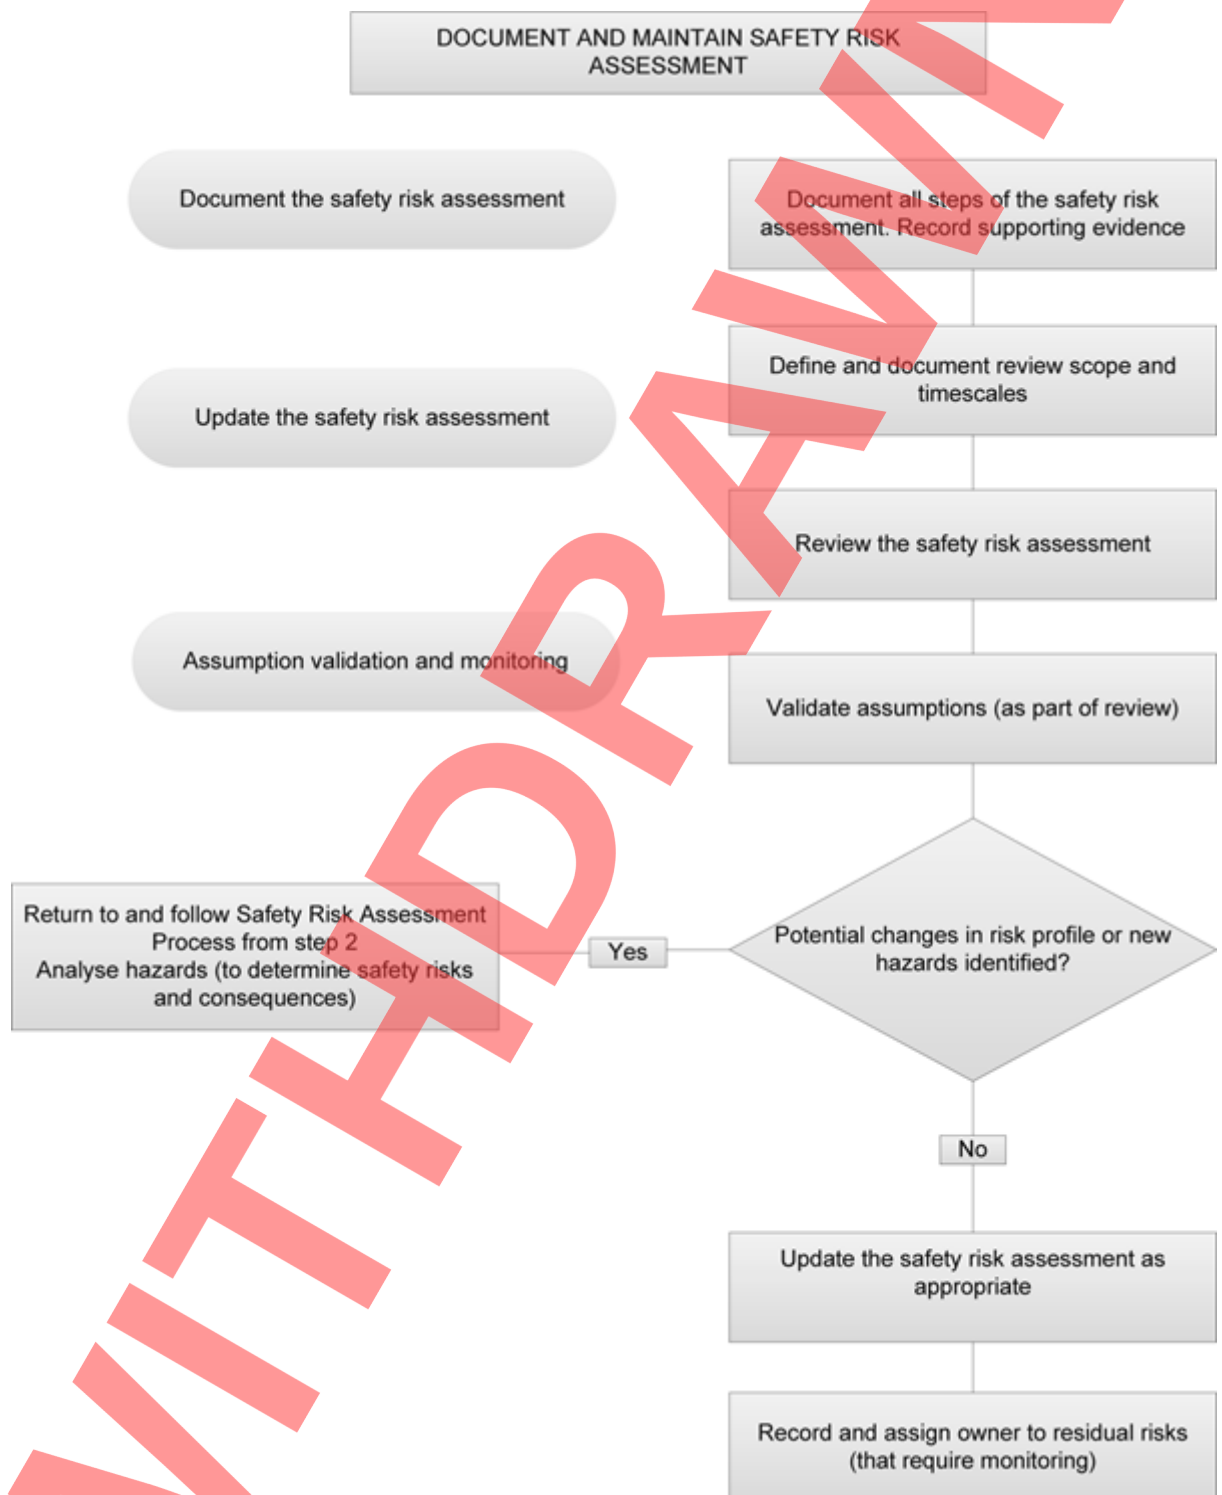 DOCUMENT AND MAINTAIN SAFETY RISK
ASSESSMENT
Document the safety risk assessment
Document all steps of the safety risk
assessment. Record supporting evidence
Define and document review scope and
timescales
Update the safety risk assessment
Review the safety risk assessment
Assumption validation and monitoring
Validate assumptions (as part of review)
Return to and follow Safety Risk Assessment
Process from step 2
Analyse hazards (to determine safety risks
and consequences)
Yes
Potential changes in risk profile or new
hazards identified?
No
Update the safety risk assessment as
appropriate
Record and assign owner to residual risks
(that require monitoring)
WITHDRAWN